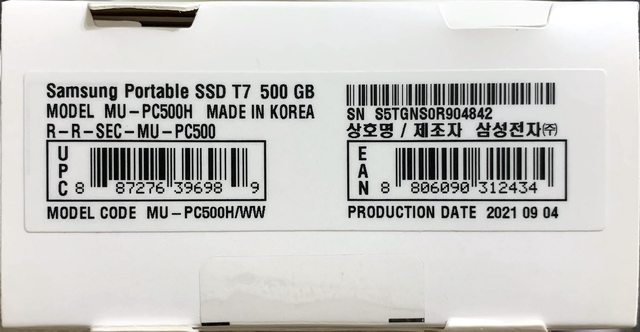 Samsung Portable SSD T7 500 GB
MODEL MU-PC500H MADE IN KOREA
R-R-SEC-MU-PC500
UPC
8 87276 39698 9
MODEL CODE MU-PC500H/WW
SN S5TGNS0R904842
상호명 / 제조자 삼성전자㈜
EAN
8 806090 312434
PRODUCTION DATE 2021 09 04